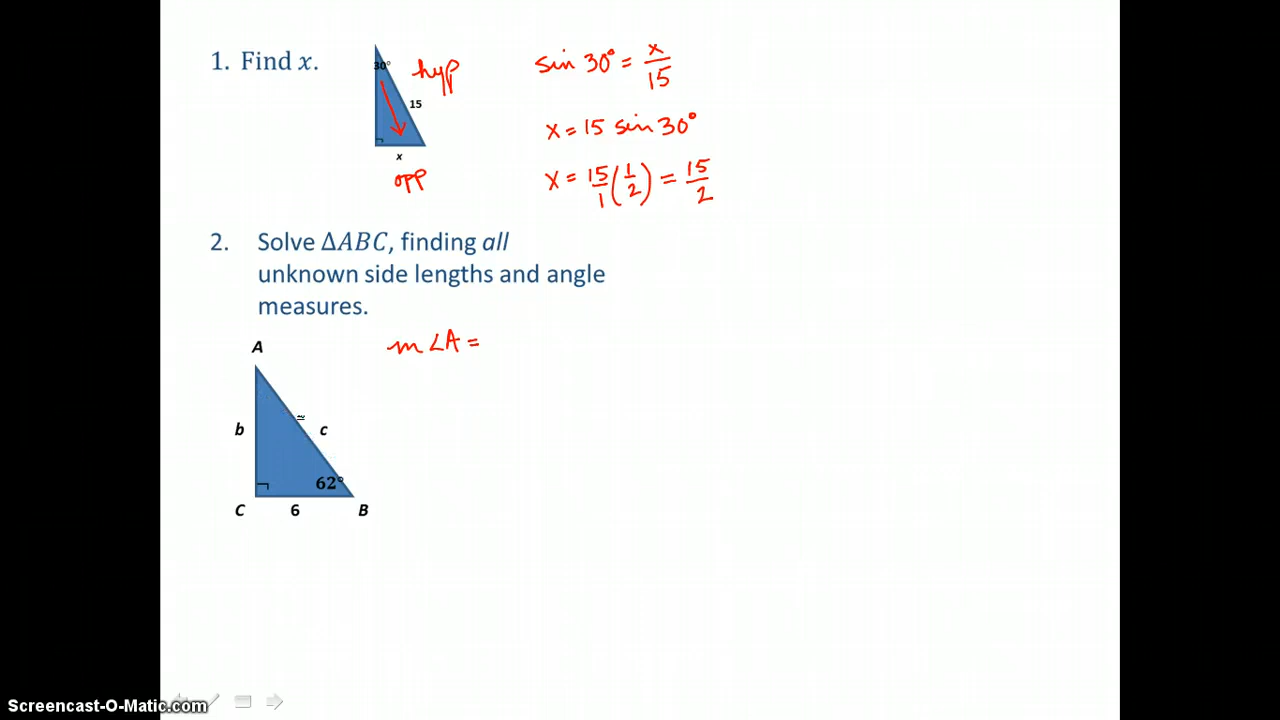 1. Find x.
30°
hyp
15
x
opp
sin 30° = x/15
x = 15 sin 30°
x = 15/1 (1/2) = 15/2
2. Solve ΔABC, finding all
unknown side lengths and angle
measures.
A
m∠A =
b
c
62°
C
6
B
Screencast-O-Matic.com